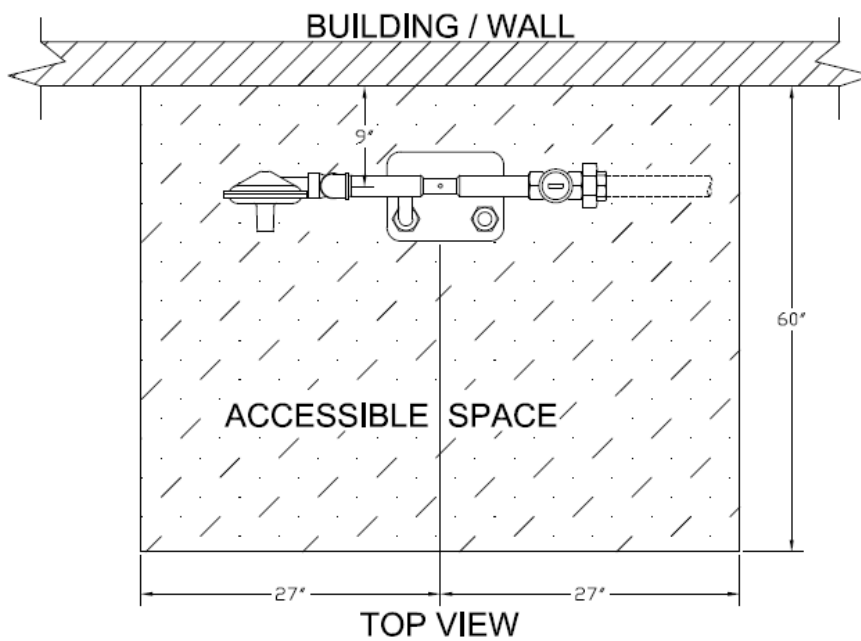 BUILDING / WALL
9"
60"
ACCESSIBLE SPACE
27" 27"
TOP VIEW